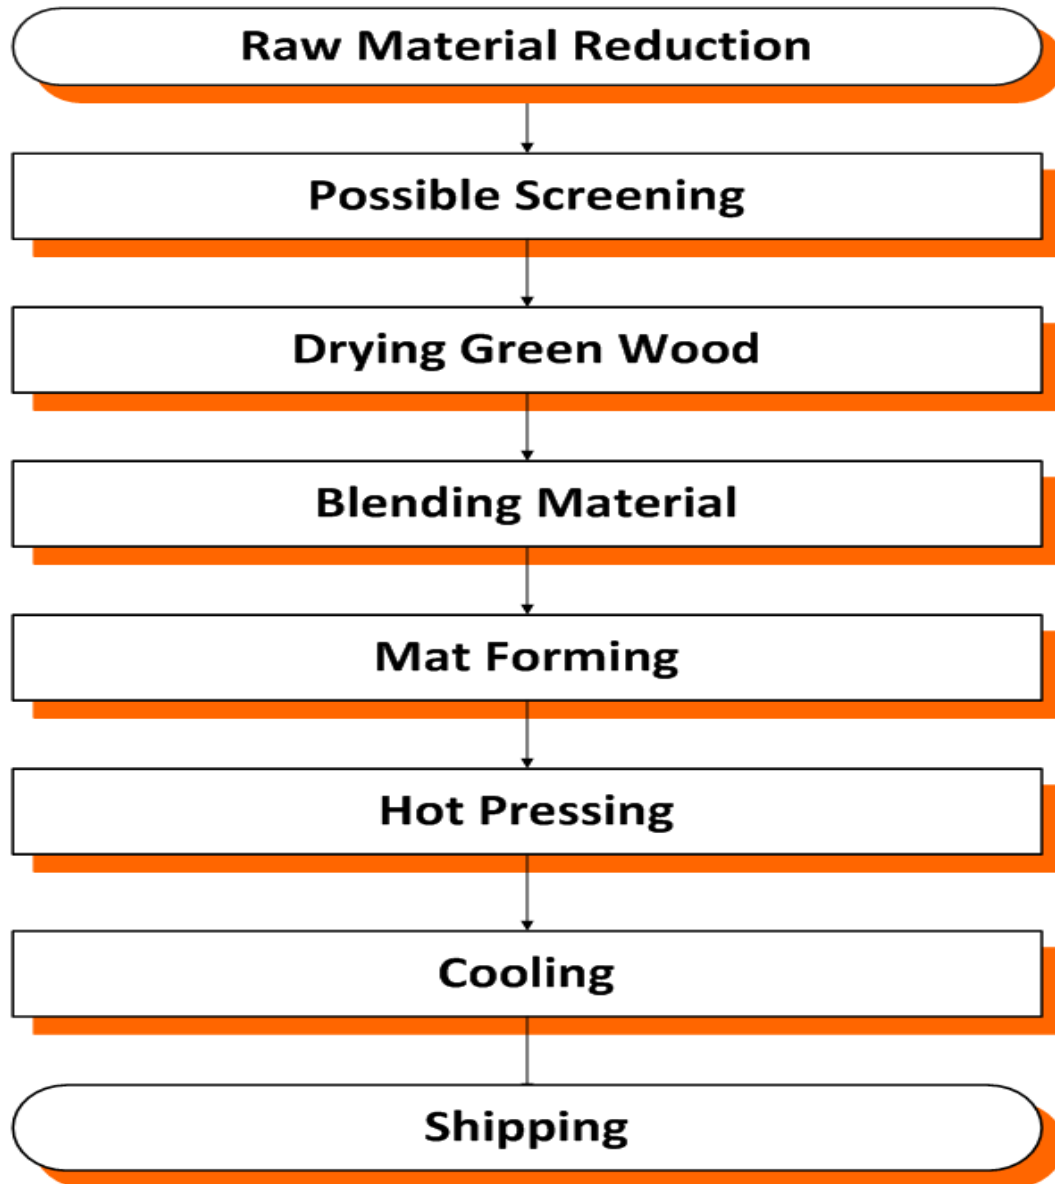 Raw Material Reduction
Possible Screening
Drying Green Wood
Blending Material
Mat Forming
Hot Pressing
Cooling
Shipping